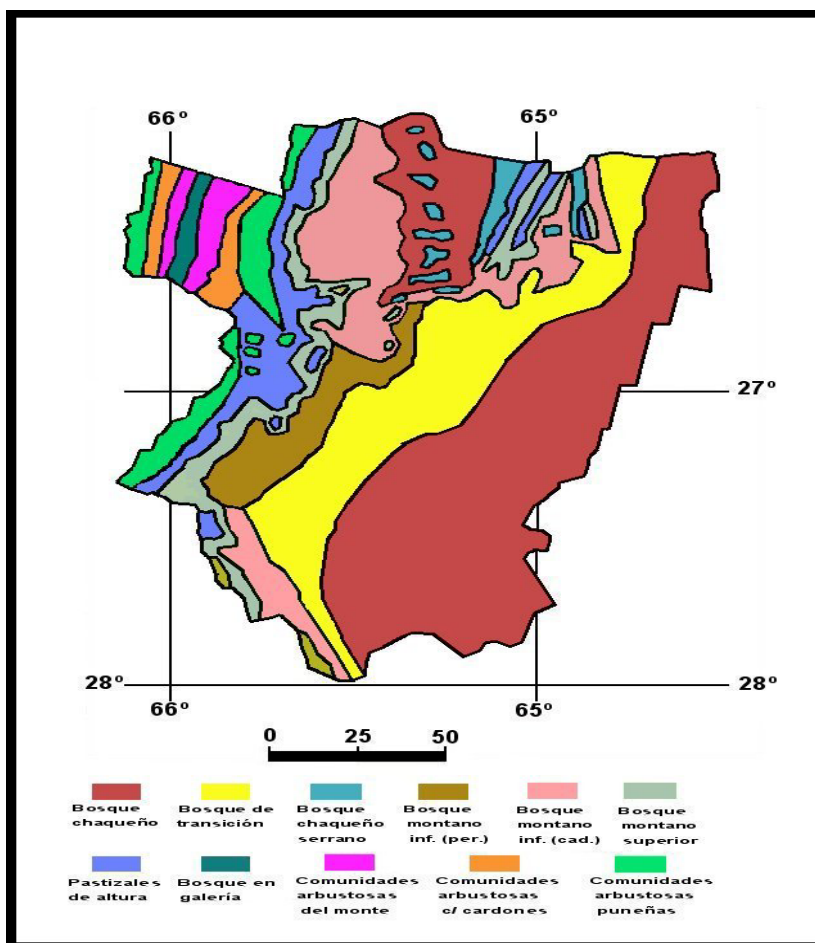 66º 65º
27º
28º 28º
66º 65º
0 25 50
Bosque chaqueño
Bosque de transición
Bosque chaqueño serrano
Bosque montano inf. (per.)
Bosque montano inf. (cad.)
Bosque montano superior
Pastizales de altura
Bosque en galería
Comunidades arbustosas del monte
Comunidades arbustosas c/ cardones
Comunidades arbustosas puneñas